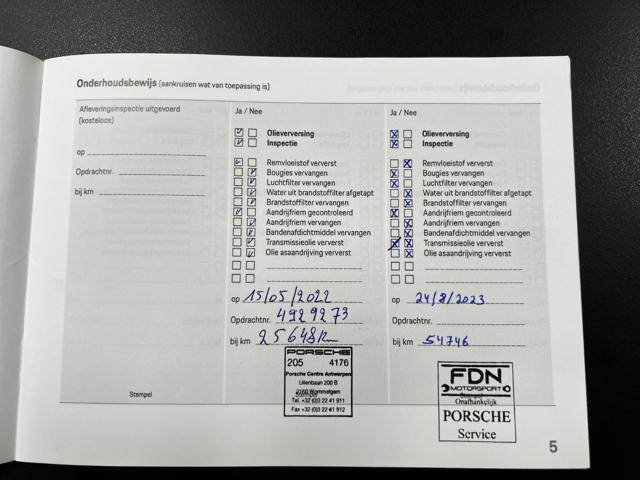 Onderhoudsbewijs (aankruisen wat van toepassing is)
Afleveringsinspectie uitgevoerd
(kosteloos)
op
Opdrachtnr.
bij km
Stempel
Ja / Nee
Olieverversing
Inspectie
Remvloeistof ververst
Bougies vervangen
Luchtfilter vervangen
Water uit brandstoffilter afgetapt
Brandstoffilter vervangen
Aandrijfriem gecontroleerd
Aandrijfriem vervangen
Bandenafdichtmiddel vervangen
Transmissieolie ververst
Olie asaandrijving ververst
op 15/05/2022
Opdrachtnr. 4929273
bij km 25648km
PORSCHE
205 4176
Porsche Centre Antwerpen
Uilenbaan 200 B
2160 Wommelgem
Tel. +32 (0)3 22 41 911
Fax +32 (0)3 22 41 912
Ja / Nee
Olieverversing
Inspectie
Remvloeistof ververst
Bougies vervangen
Luchtfilter vervangen
Water uit brandstoffilter afgetapt
Brandstoffilter vervangen
Aandrijfriem gecontroleerd
Aandrijfriem vervangen
Bandenafdichtmiddel vervangen
Transmissieolie ververst
Olie asaandrijving ververst
op 24/8/2023
Opdrachtnr.
bij km 54746
FDN
MOTORSPORT
Onafhankelijk
PORSCHE
Service
5